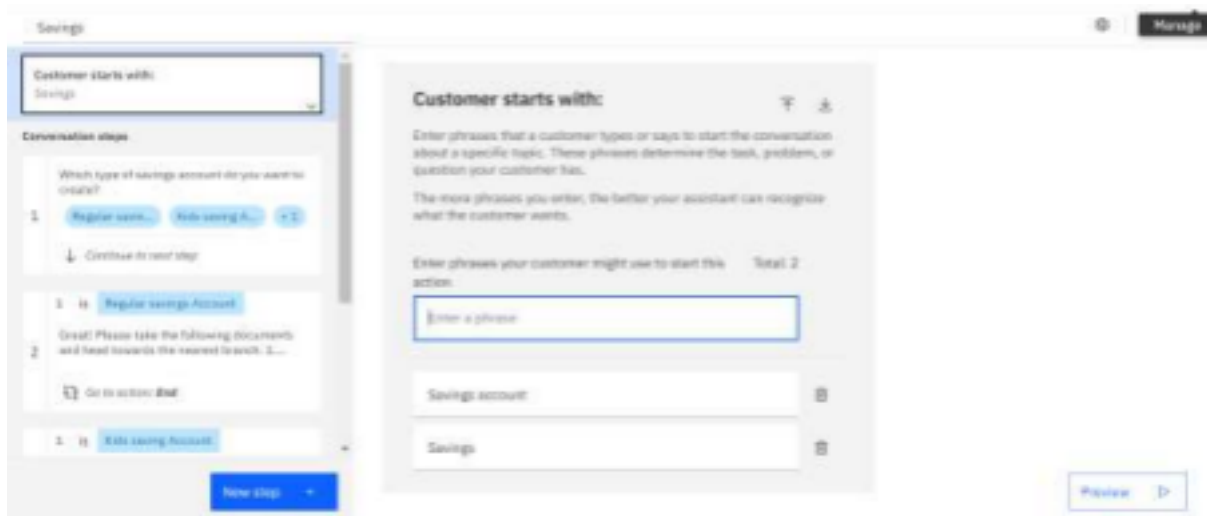 Savings
Manage
Customer starts with:
Savings
Conversation steps
Which type of savings account do you want to
create?
1
Regular savin...
Kids saving A...
+ 1
Continue to next step
1 is Regular savings Account
2
Great! Please take the following documents
and head towards the nearest branch. 1....
Go to action: End
1 is Kids saving Account
New step +
Customer starts with:
Enter phrases that a customer types or says to start the conversation
about a specific topic. These phrases determine the task, problem, or
question your customer has.
The more phrases you enter, the better your assistant can recognize
what the customer wants.
Enter phrases your customer might use to start this
action
Total: 2
Enter a phrase
Savings account
Savings
Preview